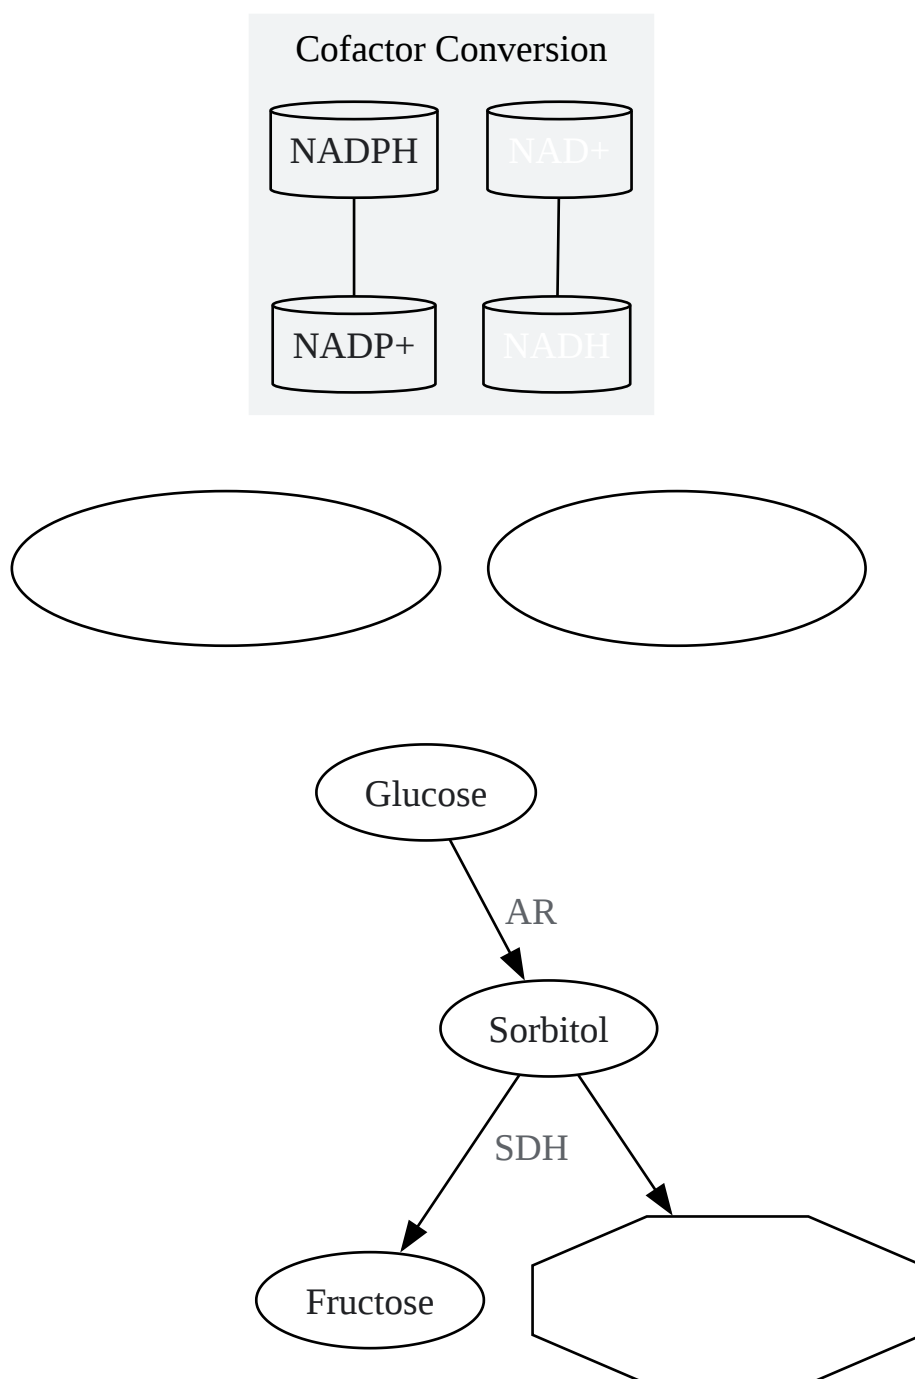 Cofactor Conversion
NADPH
NAD+
NADP+
NADH
Glucose
AR
Sorbitol
SDH
Fructose